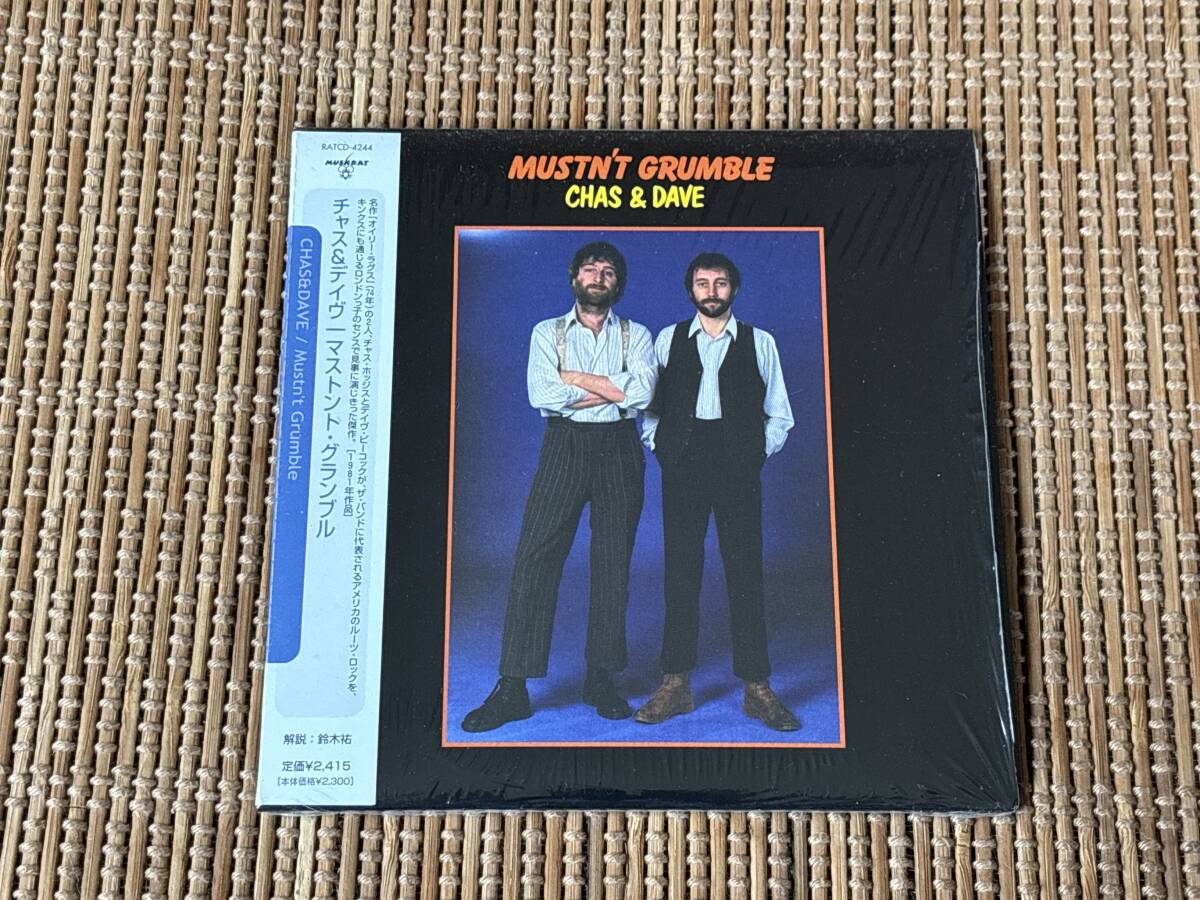 RATCD-4244
MUSKRAT
名作「オイリー・ラグス」(74年)の2人、チャス・ホッジスとデイヴ・ピーコックが、ザ・バンドに代表されるアメリカのルーツ・ロックを、
キンクスにも通じるロンドンっ子のセンスで見事に演じきった傑作。[1981年作品]
チャス&デイヴ ― マストント・グランブル
CHAS&DAVE / Mustn't Grumble
解説：鈴木祐
定価¥2,415
[本体価格¥2,300]
MUSTN'T GRUMBLE
CHAS & DAVE